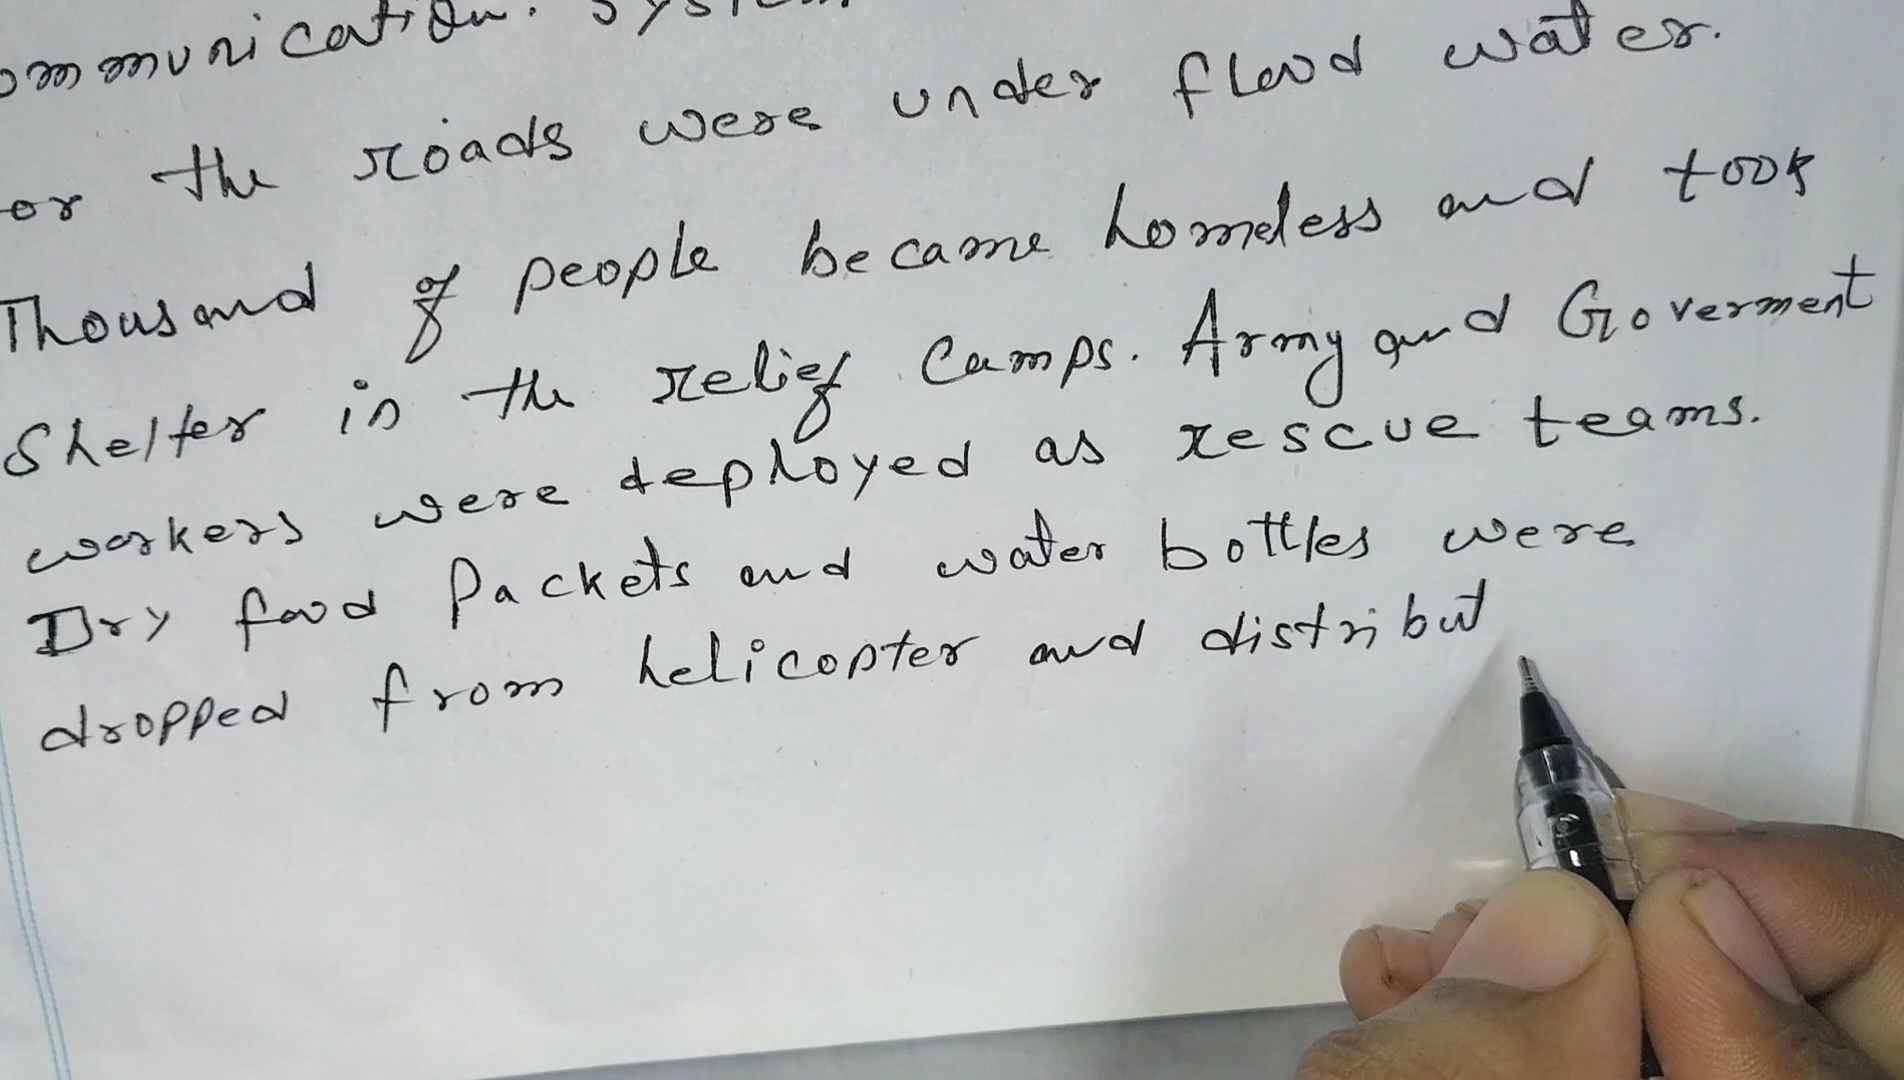 ommunication. system
or the roads were under flood water.
Thousand of people became homeless and took
Shelter in the relief Camps. Army and Goverment
workers were deployed as rescue teams.
Dry food Packets and water bottles were
dropped from helicopter and distribut